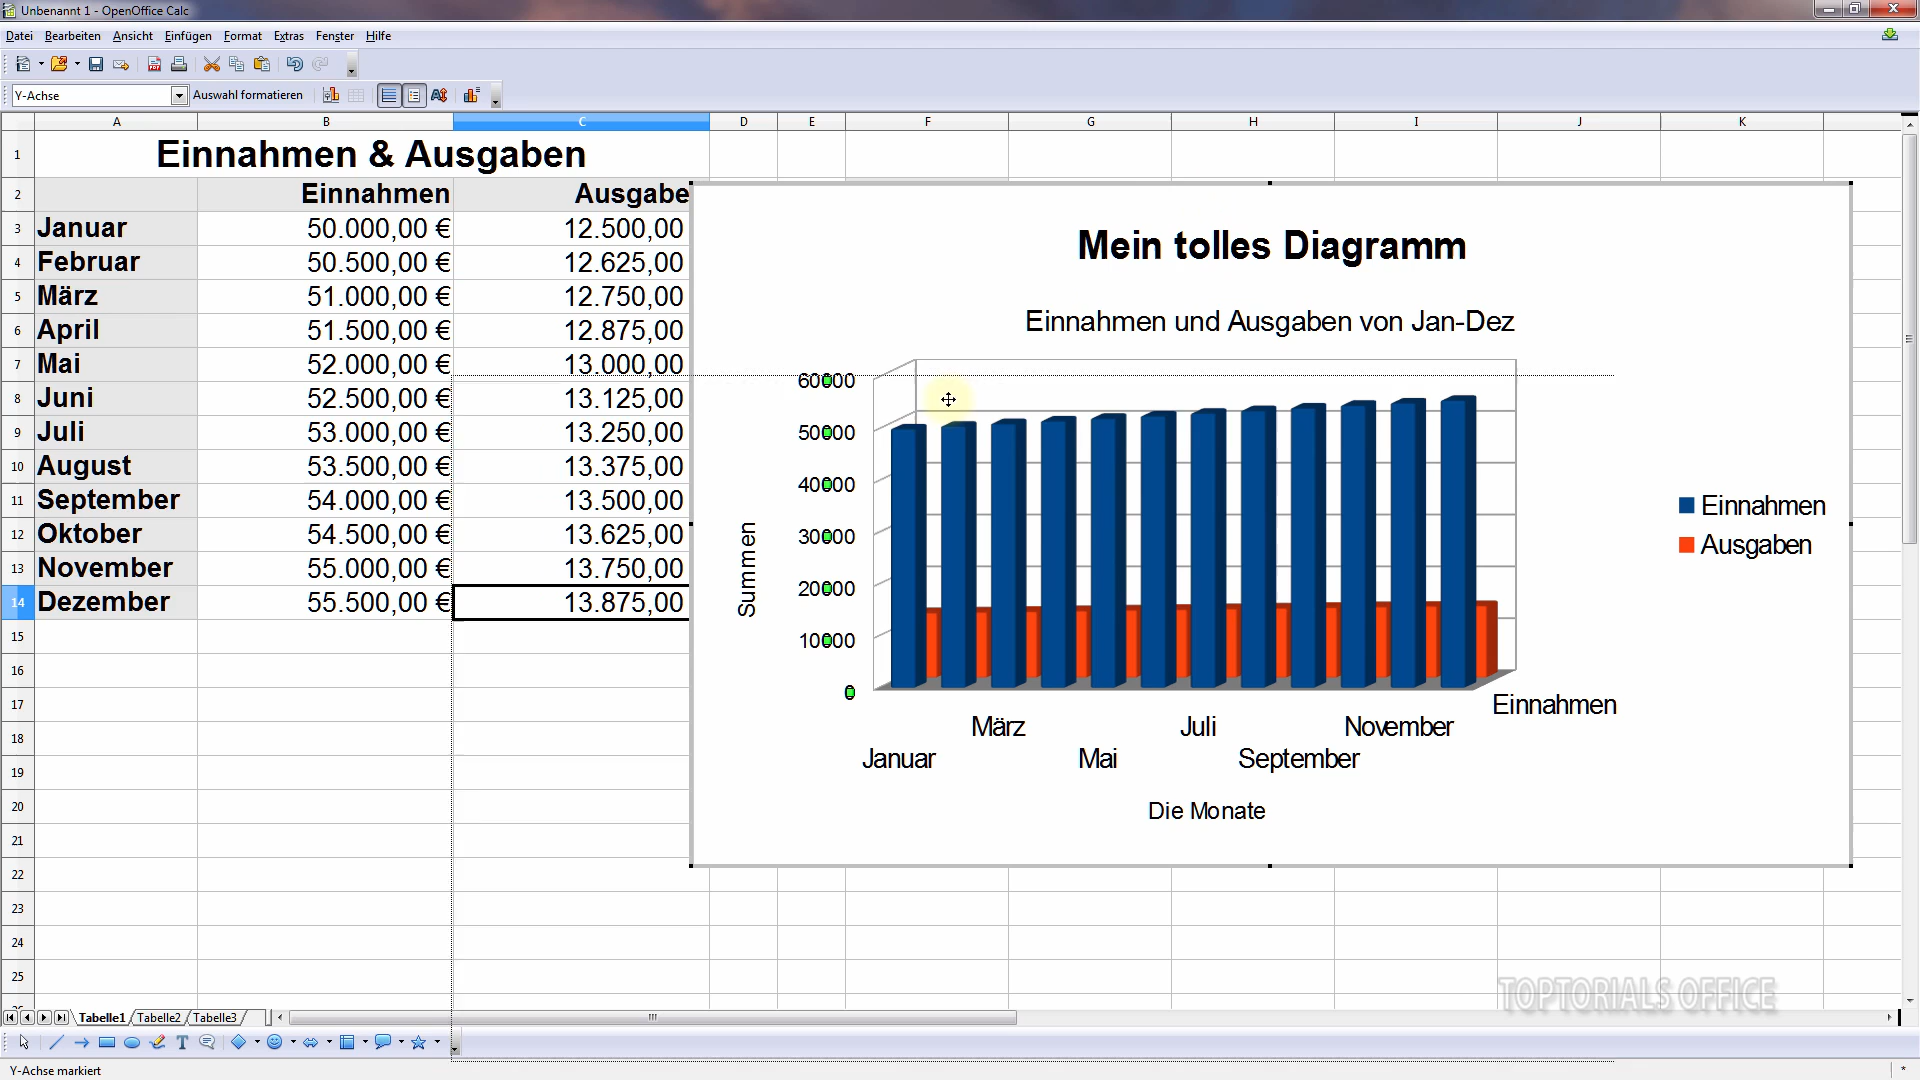 Unbenannt 1 - OpenOffice Calc
Datei Bearbeiten Ansicht Einfügen Format Extras Fenster Hilfe
Y-Achse Auswahl formatieren
A B C D E F G H I J K
1 Einnahmen & Ausgaben
2 Einnahmen Ausgabe
3 Januar 50.000,00 € 12.500,00
4 Februar 50.500,00 € 12.625,00
5 März 51.000,00 € 12.750,00
6 April 51.500,00 € 12.875,00
7 Mai 52.000,00 € 13.000,00
8 Juni 52.500,00 € 13.125,00
9 Juli 53.000,00 € 13.250,00
10 August 53.500,00 € 13.375,00
11 September 54.000,00 € 13.500,00
12 Oktober 54.500,00 € 13.625,00
13 November 55.000,00 € 13.750,00
14 Dezember 55.500,00 € 13.875,00
15
16
17
18
19
20
21
22
23
24
25
Mein tolles Diagramm
Einnahmen und Ausgaben von Jan-Dez
60000
50000
40000
30000
20000
10000
0
Summen
Einnahmen
Ausgaben
Einnahmen
März Juli November
Januar Mai September
Die Monate
TOPTORIALS OFFICE
Tabelle1 Tabelle2 Tabelle3
Y-Achse markiert *